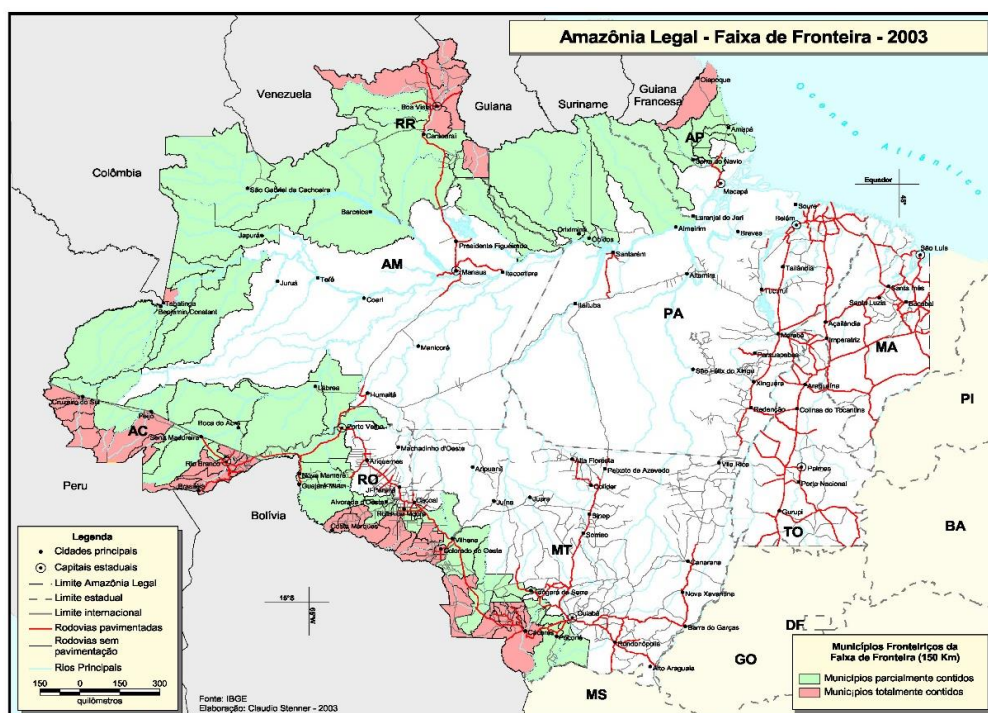 Amazônia Legal - Faixa de Fronteira - 2003
Venezuela
Guiana
Suriname
Guiana
Francesa
Colômbia
Peru
Bolívia
Oceano Atlântico
Equador
45°
15°S
RR
AP
AM
PA
MA
AC
RO
MT
TO
PI
BA
DF
GO
MS
Oiapoque
Boa Vista
Caracaraí
Amapá
Serra do Navio
Macapá
São Gabriel da Cachoeira
Barcelos
Japurá
Laranjal do Jari
Almeirim
Oriximiná
Óbidos
Soure
Belém
Breves
Presidente Figueiredo
Manaus
Itacoatiara
Santarém
São Luís
Tailândia
Altamira
Tucuruí
Santa Inês
Santa Luzia
Bacabal
Juruá
Tefé
Coari
Itaituba
Tabatinga
Benjamin Constant
Açailândia
Marabá
Imperatriz
Manicoré
Parauapebas
São Félix do Xingu
Xinguara
Araguaína
Lábrea
Humaitá
Redenção
Colinas do Tocantins
Cruzeiro do Sul
Feijó
Boca do Acre
Sena Madureira
Porto Velho
Machadinho d'Oeste
Rio Branco
Brasiléia
Ariquemes
Nova Mamoré
Guajará-Mirim
Ji-Paraná
Cacoal
Alvorada d'Oeste
Rolim de Moura
Costa Marques
Vilhena
Colorado do Oeste
Aripuanã
Alta Floresta
Peixoto de Azevedo
Colíder
Vila Rica
Palmas
Porto Nacional
Juína
Juara
Sinop
Sorriso
Gurupi
Canarana
Nova Xavantina
Tangará da Serra
Cuiabá
Cáceres
Poconé
Barra do Garças
Rondonópolis
Alto Araguaia
Legenda
Cidades principais
Capitais estaduais
Limite Amazônia Legal
Limite estadual
Limite internacional
Rodovias pavimentadas
Rodovias sem
pavimentação
Rios Principais
150 0 150 300
quilômetros
Fonte: IBGE
Elaboração: Claudio Stenner - 2003
Municípios Fronteiriços da
Faixa de Fronteira (150 Km)
Municípios parcialmente contidos
Municípios totalmente contidos